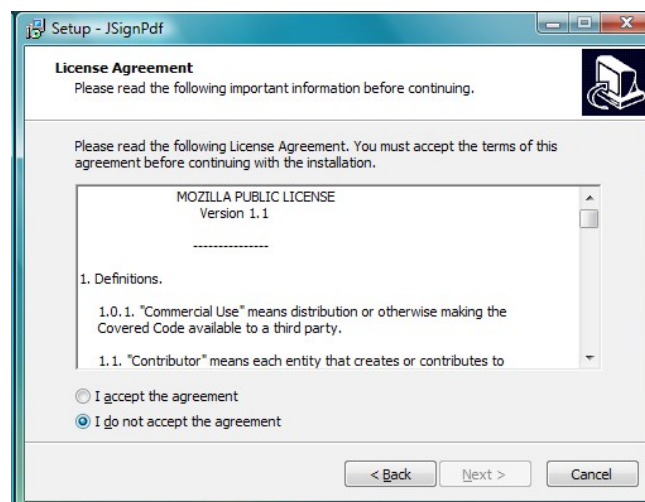 Setup - JSignPdf
License Agreement
Please read the following important information before continuing.
Please read the following License Agreement. You must accept the terms of this
agreement before continuing with the installation.
MOZILLA PUBLIC LICENSE
Version 1.1
---------------
1. Definitions.
1.0.1. "Commercial Use" means distribution or otherwise making the
Covered Code available to a third party.
1.1. "Contributor" means each entity that creates or contributes to
I accept the agreement
I do not accept the agreement
< Back
Next >
Cancel